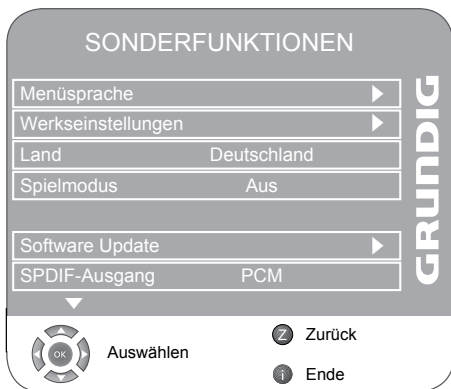 SONDERFUNKTIONEN
Menüsprache
Werkseinstellungen
Land Deutschland
Spielmodus Aus
Software Update
SPDIF-Ausgang PCM
GRUNDIG
OK
Auswählen
Z Zurück
i Ende